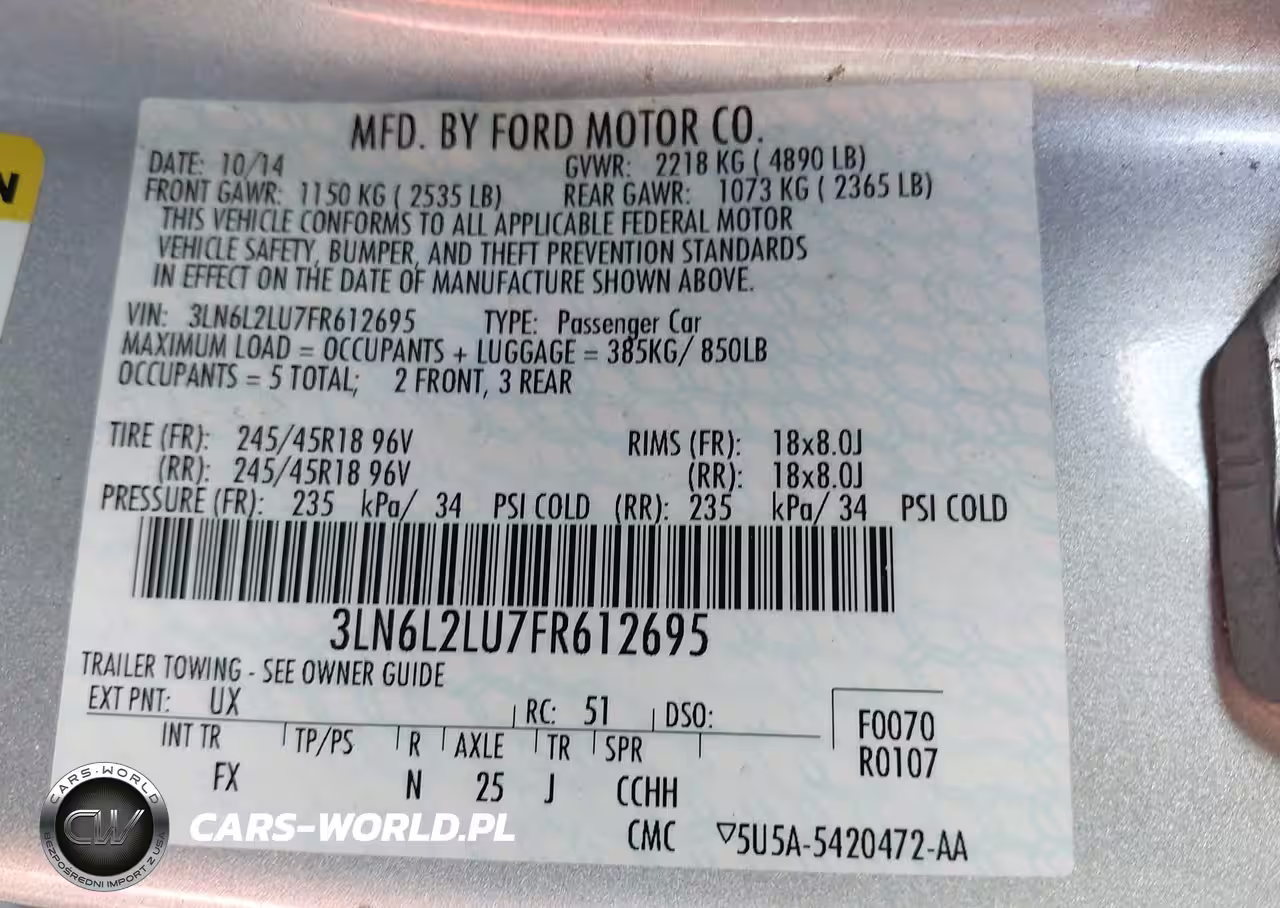 N
MFD. BY FORD MOTOR CO.
DATE: 10/14 GVWR: 2218 KG ( 4890 LB)
FRONT GAWR: 1150 KG ( 2535 LB) REAR GAWR: 1073 KG ( 2365 LB)
THIS VEHICLE CONFORMS TO ALL APPLICABLE FEDERAL MOTOR
VEHICLE SAFETY, BUMPER, AND THEFT PREVENTION STANDARDS
IN EFFECT ON THE DATE OF MANUFACTURE SHOWN ABOVE.
VIN: 3LN6L2LU7FR612695 TYPE: Passenger Car
MAXIMUM LOAD = OCCUPANTS + LUGGAGE = 385KG/ 850LB
OCCUPANTS = 5 TOTAL; 2 FRONT, 3 REAR
TIRE (FR): 245/45R18 96V RIMS (FR): 18x8.0J
(RR): 245/45R18 96V (RR): 18x8.0J
PRESSURE (FR): 235 kPa/ 34 PSI COLD (RR): 235 kPa/ 34 PSI COLD
3LN6L2LU7FR612695
TRAILER TOWING - SEE OWNER GUIDE
EXT PNT: UX RC: 51 DSO:
F0070
INT TR TP/PS R AXLE TR SPR
R0107
FX N 25 J CCHH
CMC 5U5A-5420472-AA
CARS-WORLD
CW
BEZPOŚREDNI IMPORT Z USA
CARS-WORLD.PL